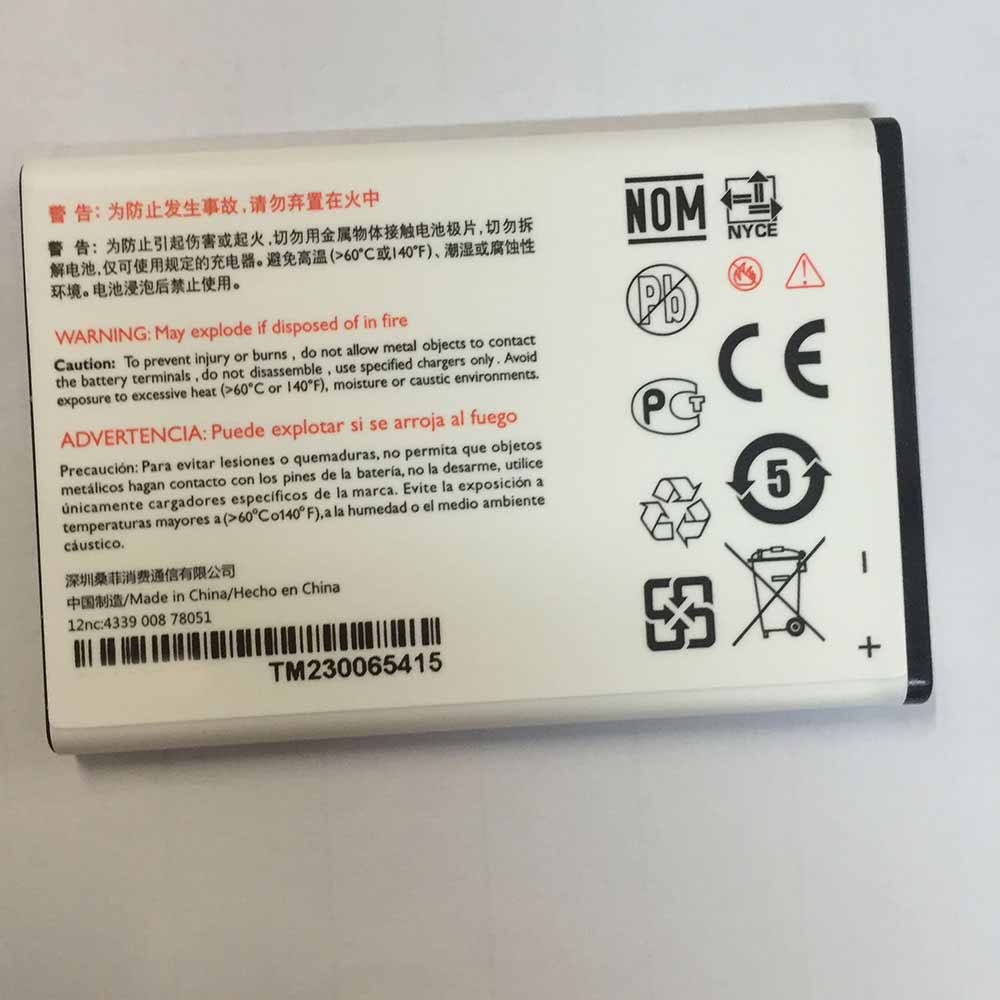 警 告: 为防止发生事故, 请勿弃置在火中
警 告: 为防止引起伤害或起火, 切勿用金属物体接触电池极片, 切勿拆
解电池, 仅可使用规定的充电器。避免高温 (>60°C或140°F)、潮湿或腐蚀性
环境。电池浸泡后禁止使用。
WARNING: May explode if disposed of in fire
Caution: To prevent injury or burns , do not allow metal objects to contact
the battery terminals , do not disassemble , use specified chargers only . Avoid
exposure to excessive heat (>60°C or 140°F), moisture or caustic environments.
ADVERTENCIA: Puede explotar si se arroja al fuego
Precaución: Para evitar lesiones o quemaduras, no permita que objetos
metálicos hagan contacto con los pines de la batería, no la desarme, utilice
únicamente cargadores específicos de la marca. Evite la exposición a
temperaturas mayores a (>60°Co140°F), a la humedad o el medio ambiente
cáustico.
深圳桑菲消费通信有限公司
中国制造/Made in China/Hecho en China
12nc:4339 008 78051
TM230065415
NOM
NYCE
Pb
CE
PCT
5
-
+